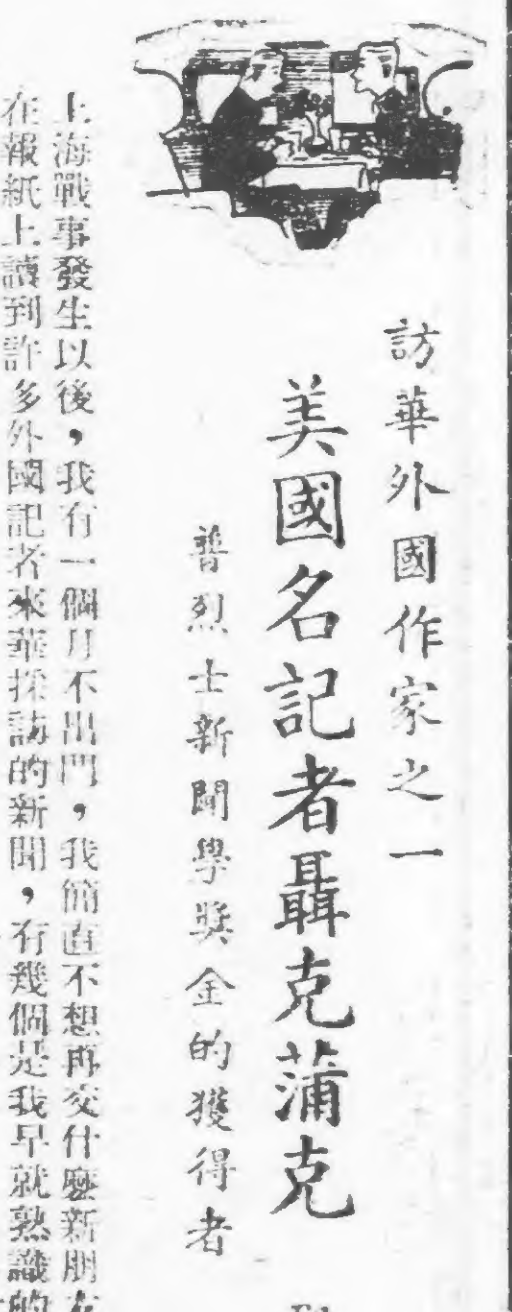 訪華外國作家之一
美國名記者聶克蒲克
普烈士新聞學獎金的獲得者
上海戰事發生以後，我有一個月不出門，我簡直不想再交什麼新朋友
在報紙上讀到許多外國記者來華採訪的新聞，有幾個是我早就熟識的